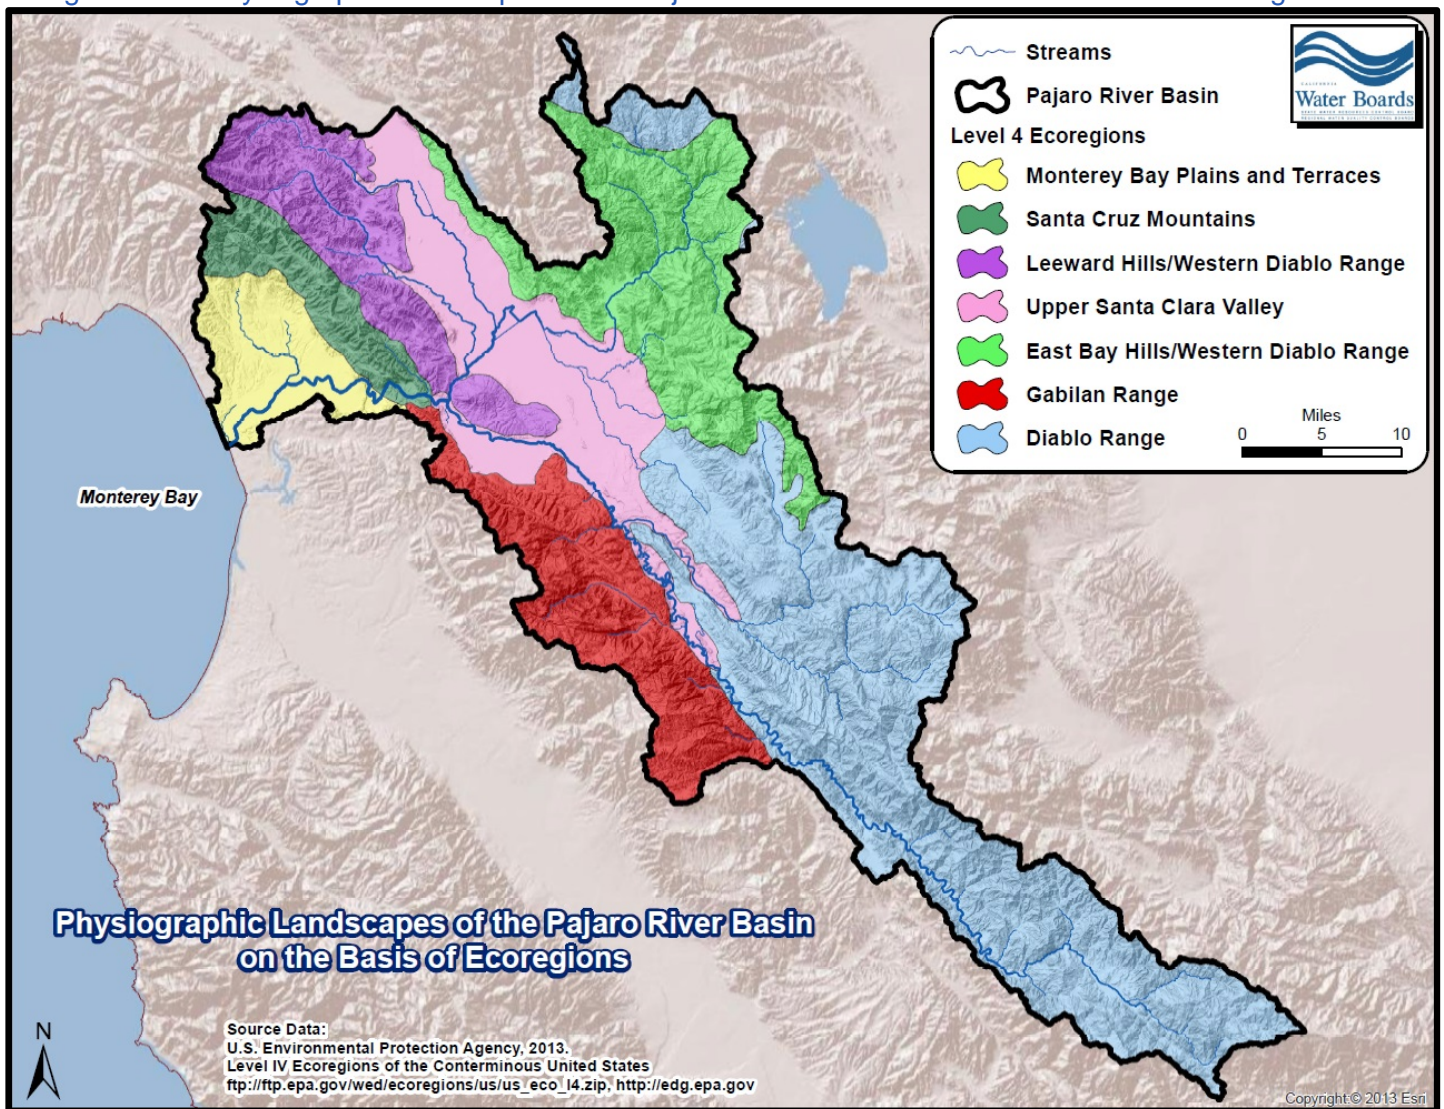 Streams
Pajaro River Basin
Level 4 Ecoregions
Monterey Bay Plains and Terraces
Santa Cruz Mountains
Leeward Hills/Western Diablo Range
Upper Santa Clara Valley
East Bay Hills/Western Diablo Range
Gabilan Range
Diablo Range
Miles
0 5 10
CALIFORNIA
Water Boards
Monterey Bay
Physiographic Landscapes of the Pajaro River Basin
on the Basis of Ecoregions
N
Source Data:
U.S. Environmental Protection Agency, 2013.
Level IV Ecoregions of the Conterminous United States
ftp://ftp.epa.gov/wed/ecoregions/us/us_eco_l4.zip, http://edg.epa.gov
Copyright:© 2013 Esri